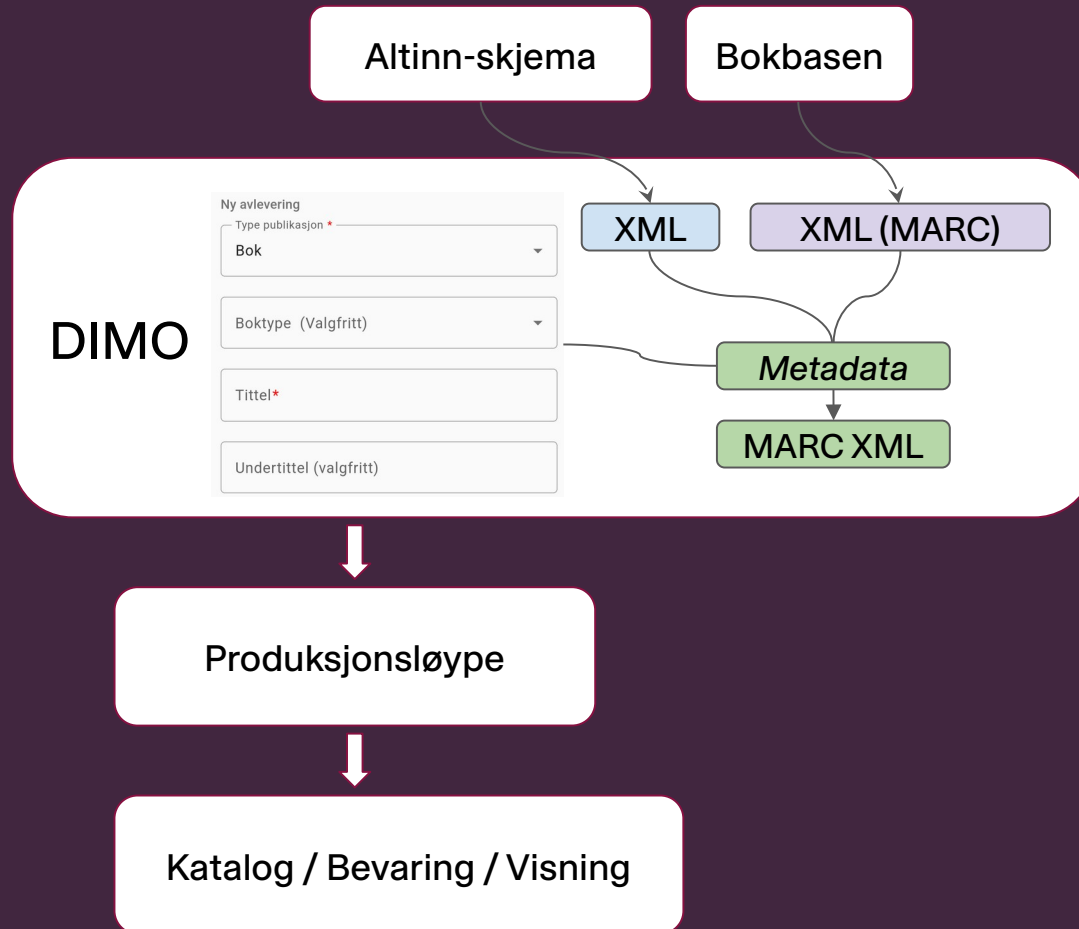 Altinn-skjema
Bokbasen
DIMO
Ny avlevering
Type publikasjon *
Bok
Boktype (Valgfritt)
Tittel*
Undertittel (valgfritt)
XML
XML (MARC)
Metadata
MARC XML
Produksjonsløype
Katalog / Bevaring / Visning